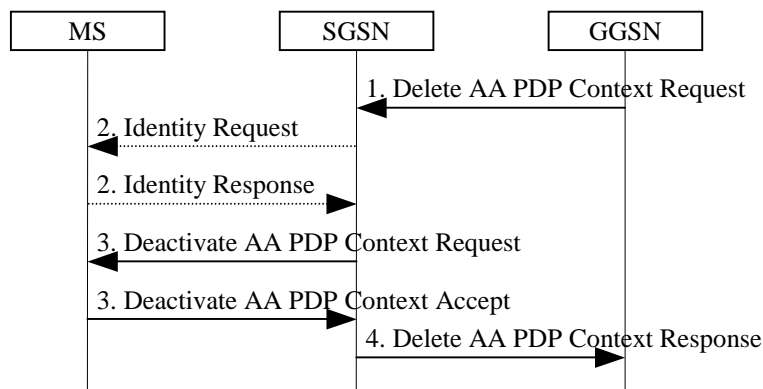 MS
SGSN
GGSN
1. Delete AA PDP Context Request
2. Identity Request
2. Identity Response
3. Deactivate AA PDP Context Request
3. Deactivate AA PDP Context Accept
4. Delete AA PDP Context Response